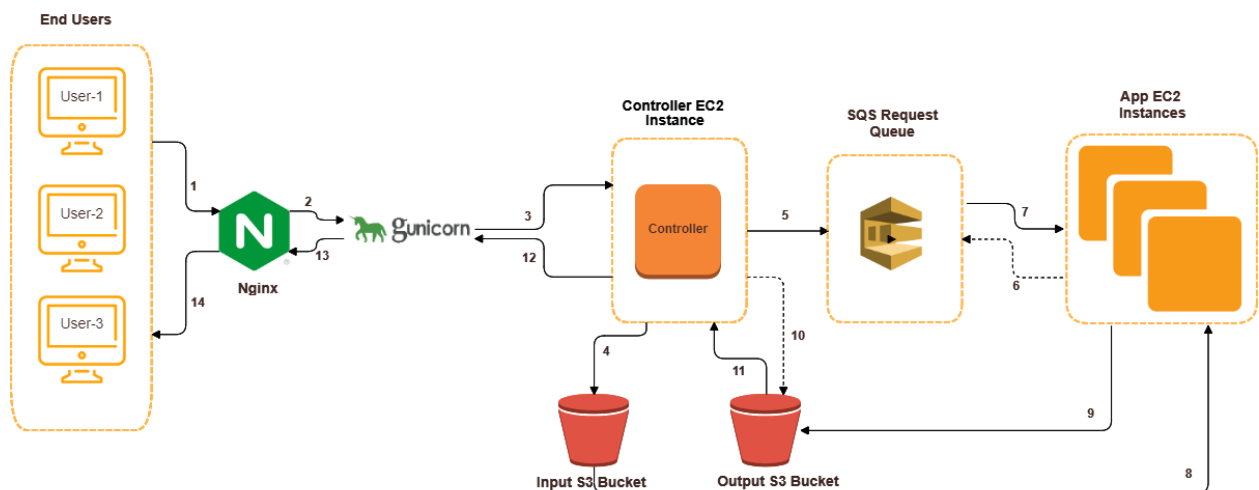 End Users
User-1
User-2
User-3
1
2
3
4
5
6
7
8
9
10
11
12
13
14
N
Nginx
gunicorn
Controller EC2
Instance
Controller
SQS Request
Queue
App EC2
Instances
Input S3 Bucket
Output S3 Bucket